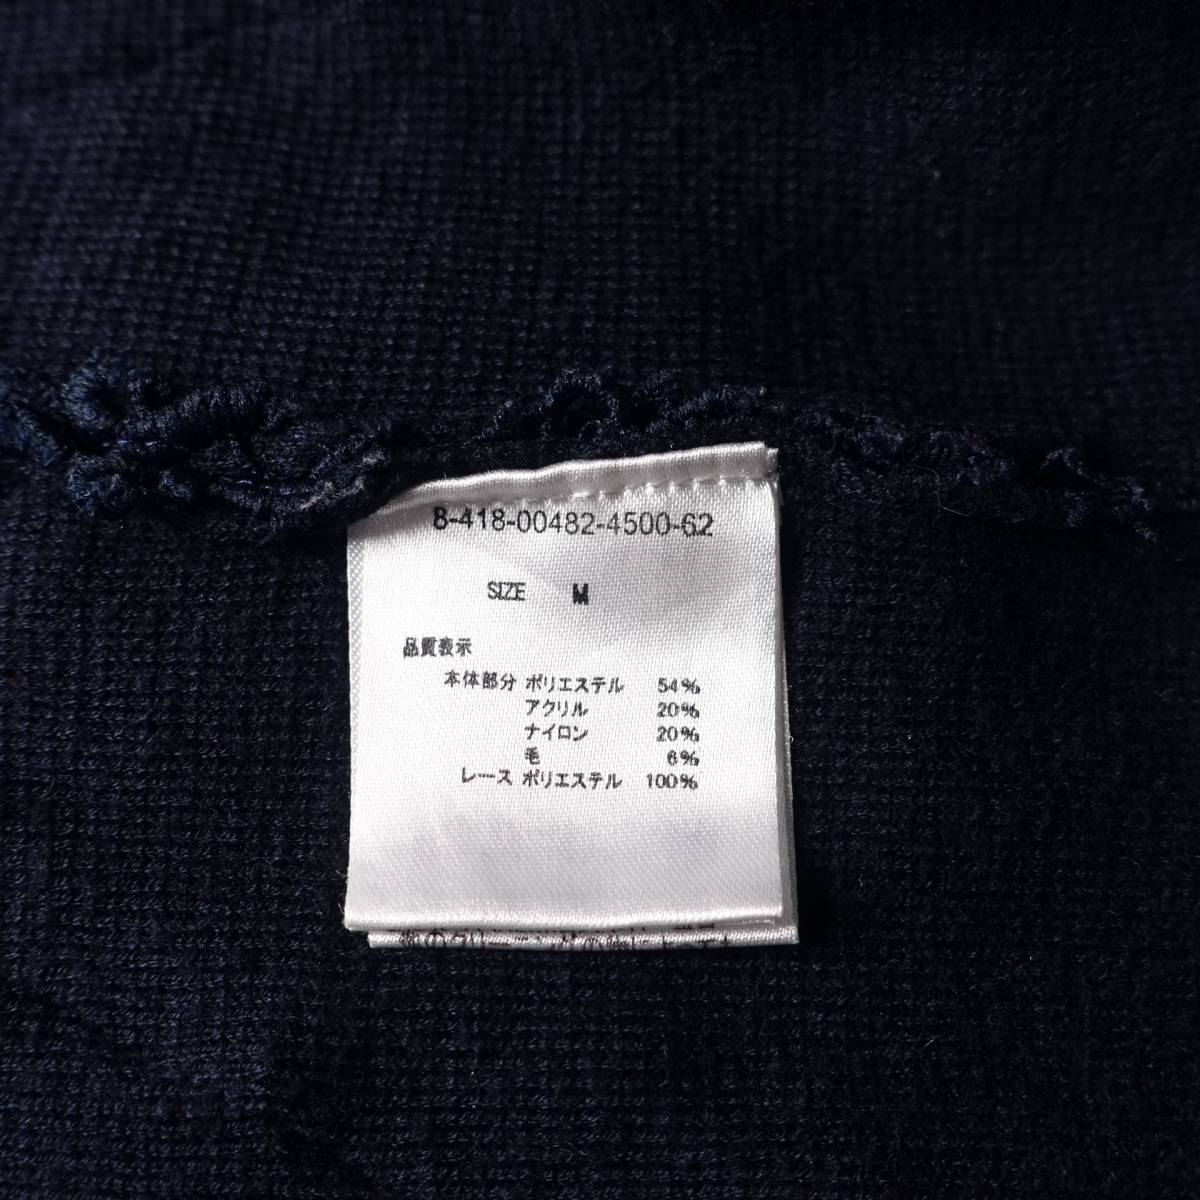 8-418-00482-4500-62
SIZE M
品質表示
本体部分 ポリエステル 54%
アクリル 20%
ナイロン 20%
毛 6%
レース ポリエステル 100%